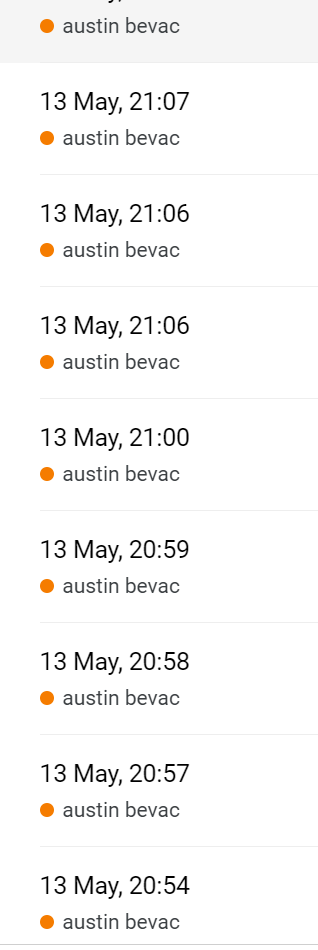 austin bevac
13 May, 21:07
austin bevac
13 May, 21:06
austin bevac
13 May, 21:06
austin bevac
13 May, 21:00
austin bevac
13 May, 20:59
austin bevac
13 May, 20:58
austin bevac
13 May, 20:57
austin bevac
13 May, 20:54
austin bevac